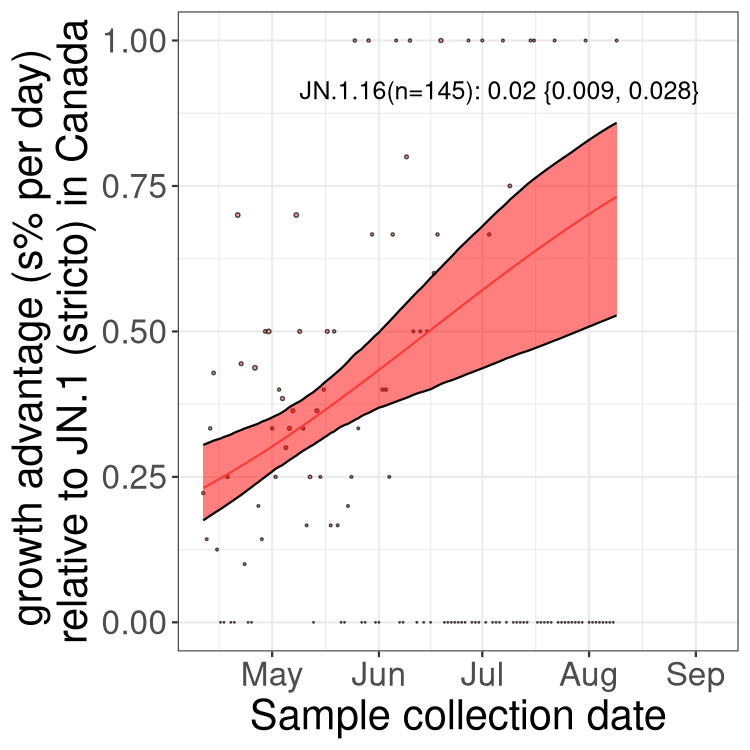 growth advantage (s% per day)
relative to JN.1 (stricto) in Canada
1.00
0.75
0.50
0.25
0.00
JN.1.16(n=145): 0.02 {0.009, 0.028}
May Jun Jul Aug Sep
Sample collection date